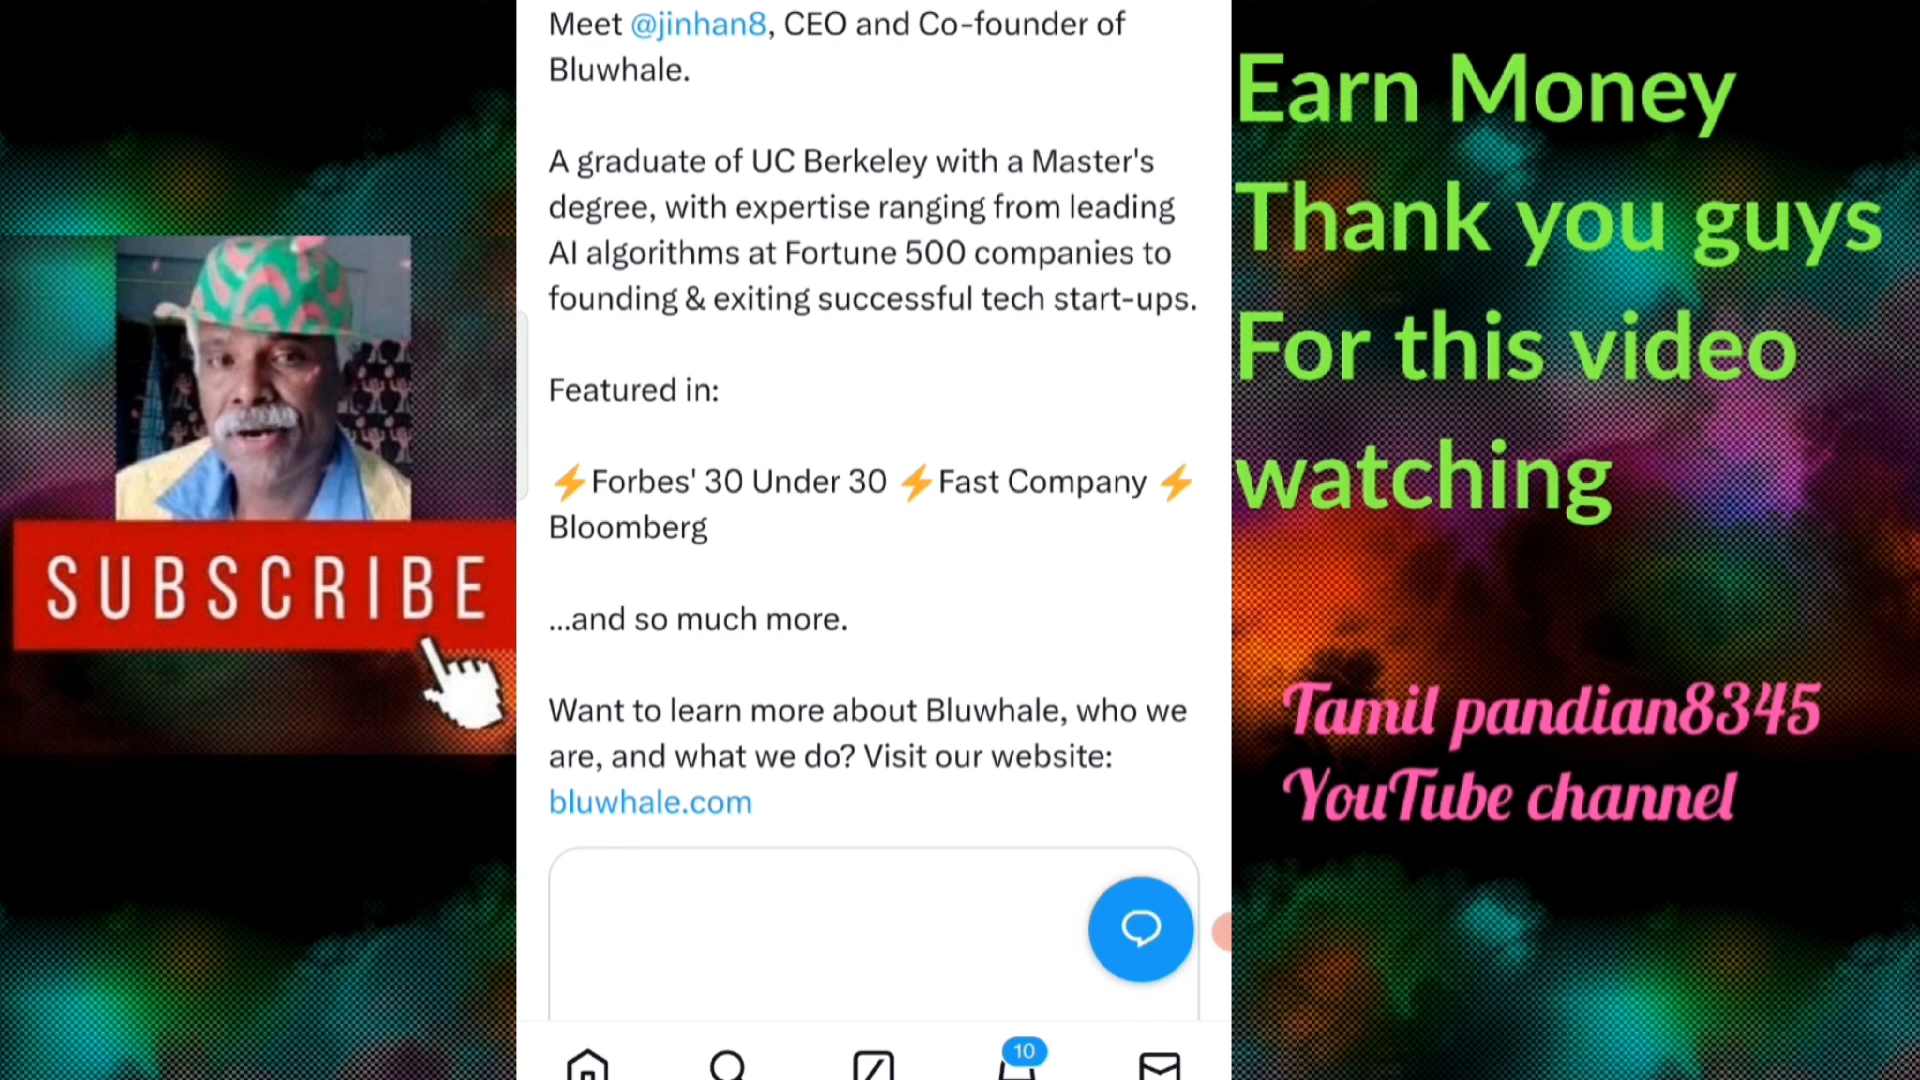 Meet @jinhan8, CEO and Co-founder of
Bluwhale.
A graduate of UC Berkeley with a Master's
degree, with expertise ranging from leading
AI algorithms at Fortune 500 companies to
founding & exiting successful tech start-ups.
Featured in:
⚡Forbes' 30 Under 30 ⚡Fast Company ⚡
Bloomberg
...and so much more.
Want to learn more about Bluwhale, who we
are, and what we do? Visit our website:
bluwhale.com
10
SUBSCRIBE
Earn Money
Thank you guys
For this video
watching
Tamil pandian8345
YouTube channel